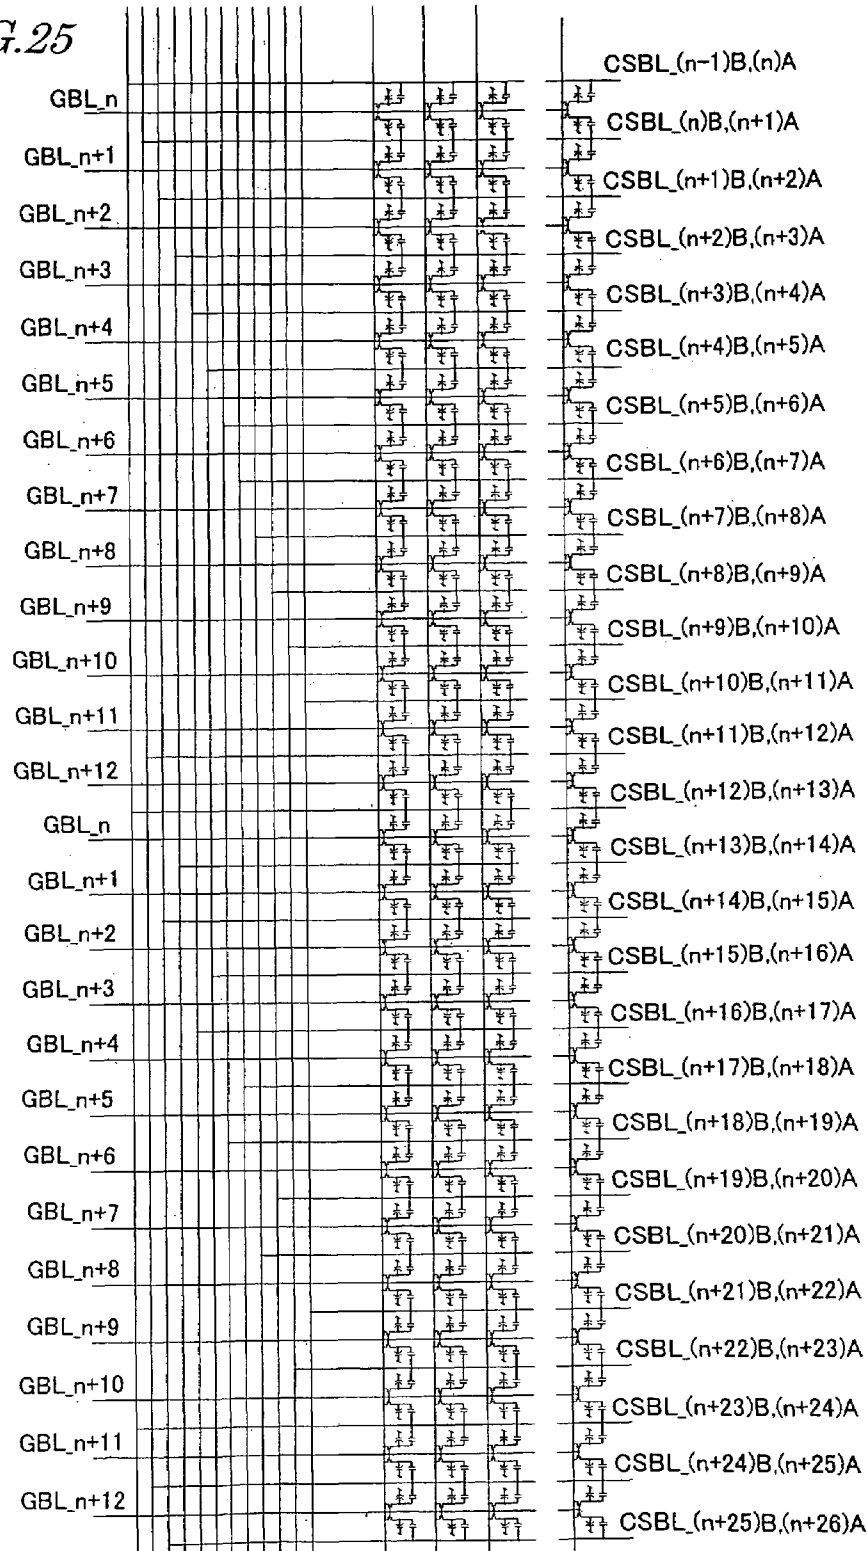 G.25
CSBL_(n-1)B,(n)A
GBL_n
CSBL_(n)B,(n+1)A
GBL_n+1
CSBL_(n+1)B,(n+2)A
GBL_n+2
CSBL_(n+2)B,(n+3)A
GBL_n+3
CSBL_(n+3)B,(n+4)A
GBL_n+4
CSBL_(n+4)B,(n+5)A
GBL_n+5
CSBL_(n+5)B,(n+6)A
GBL_n+6
CSBL_(n+6)B,(n+7)A
GBL_n+7
CSBL_(n+7)B,(n+8)A
GBL_n+8
CSBL_(n+8)B,(n+9)A
GBL_n+9
CSBL_(n+9)B,(n+10)A
GBL_n+10
CSBL_(n+10)B,(n+11)A
GBL_n+11
CSBL_(n+11)B,(n+12)A
GBL_n+12
CSBL_(n+12)B,(n+13)A
GBL_n
CSBL_(n+13)B,(n+14)A
GBL_n+1
CSBL_(n+14)B,(n+15)A
GBL_n+2
CSBL_(n+15)B,(n+16)A
GBL_n+3
CSBL_(n+16)B,(n+17)A
GBL_n+4
CSBL_(n+17)B,(n+18)A
GBL_n+5
CSBL_(n+18)B,(n+19)A
GBL_n+6
CSBL_(n+19)B,(n+20)A
GBL_n+7
CSBL_(n+20)B,(n+21)A
GBL_n+8
CSBL_(n+21)B,(n+22)A
GBL_n+9
CSBL_(n+22)B,(n+23)A
GBL_n+10
CSBL_(n+23)B,(n+24)A
GBL_n+11
CSBL_(n+24)B,(n+25)A
GBL_n+12
CSBL_(n+25)B,(n+26)A